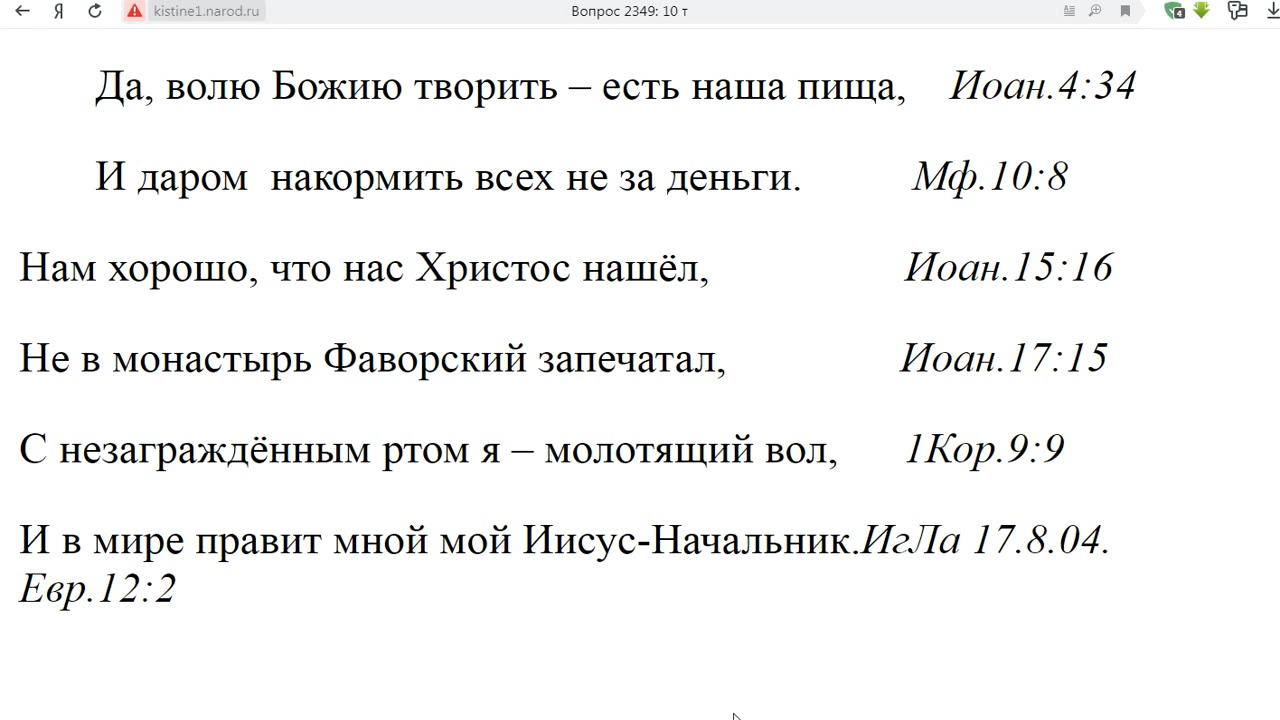 Я kistine1.narod.ru Вопрос 2349: 10 т 4
Да, волю Божию творить – есть наша пища, Иоан.4:34
И даром накормить всех не за деньги. Мф.10:8
Нам хорошо, что нас Христос нашёл, Иоан.15:16
Не в монастырь Фаворский запечатал, Иоан.17:15
С незаграждённым ртом я – молотящий вол, 1Кор.9:9
И в мире правит мной мой Иисус-Начальник.ИгЛа 17.8.04.
Евр.12:2